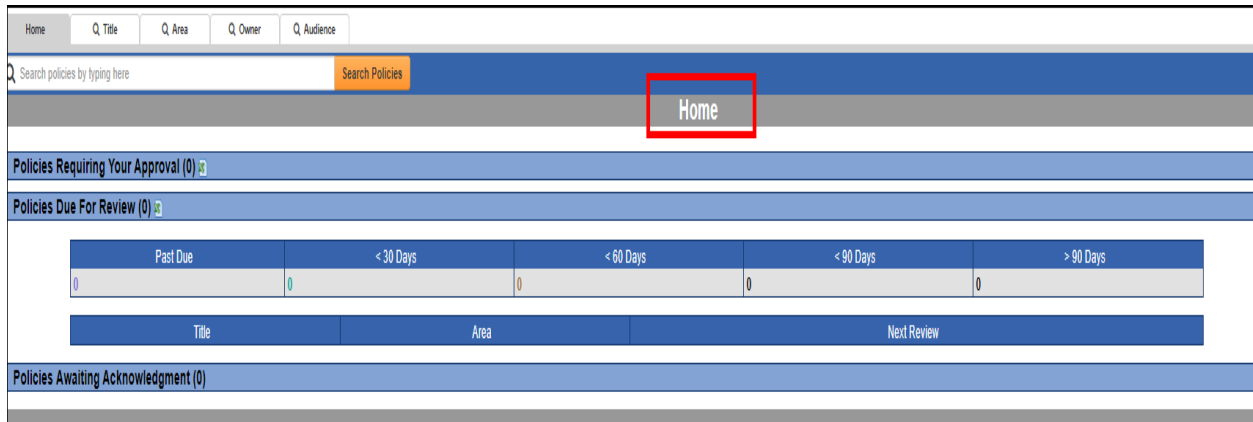 Home Title Area Owner Audience
Search policies by typing here Search Policies
Home
Policies Requiring Your Approval (0)
Policies Due For Review (0)
Past Due < 30 Days < 60 Days < 90 Days > 90 Days
0 0 0 0 0
Title Area Next Review
Policies Awaiting Acknowledgment (0)